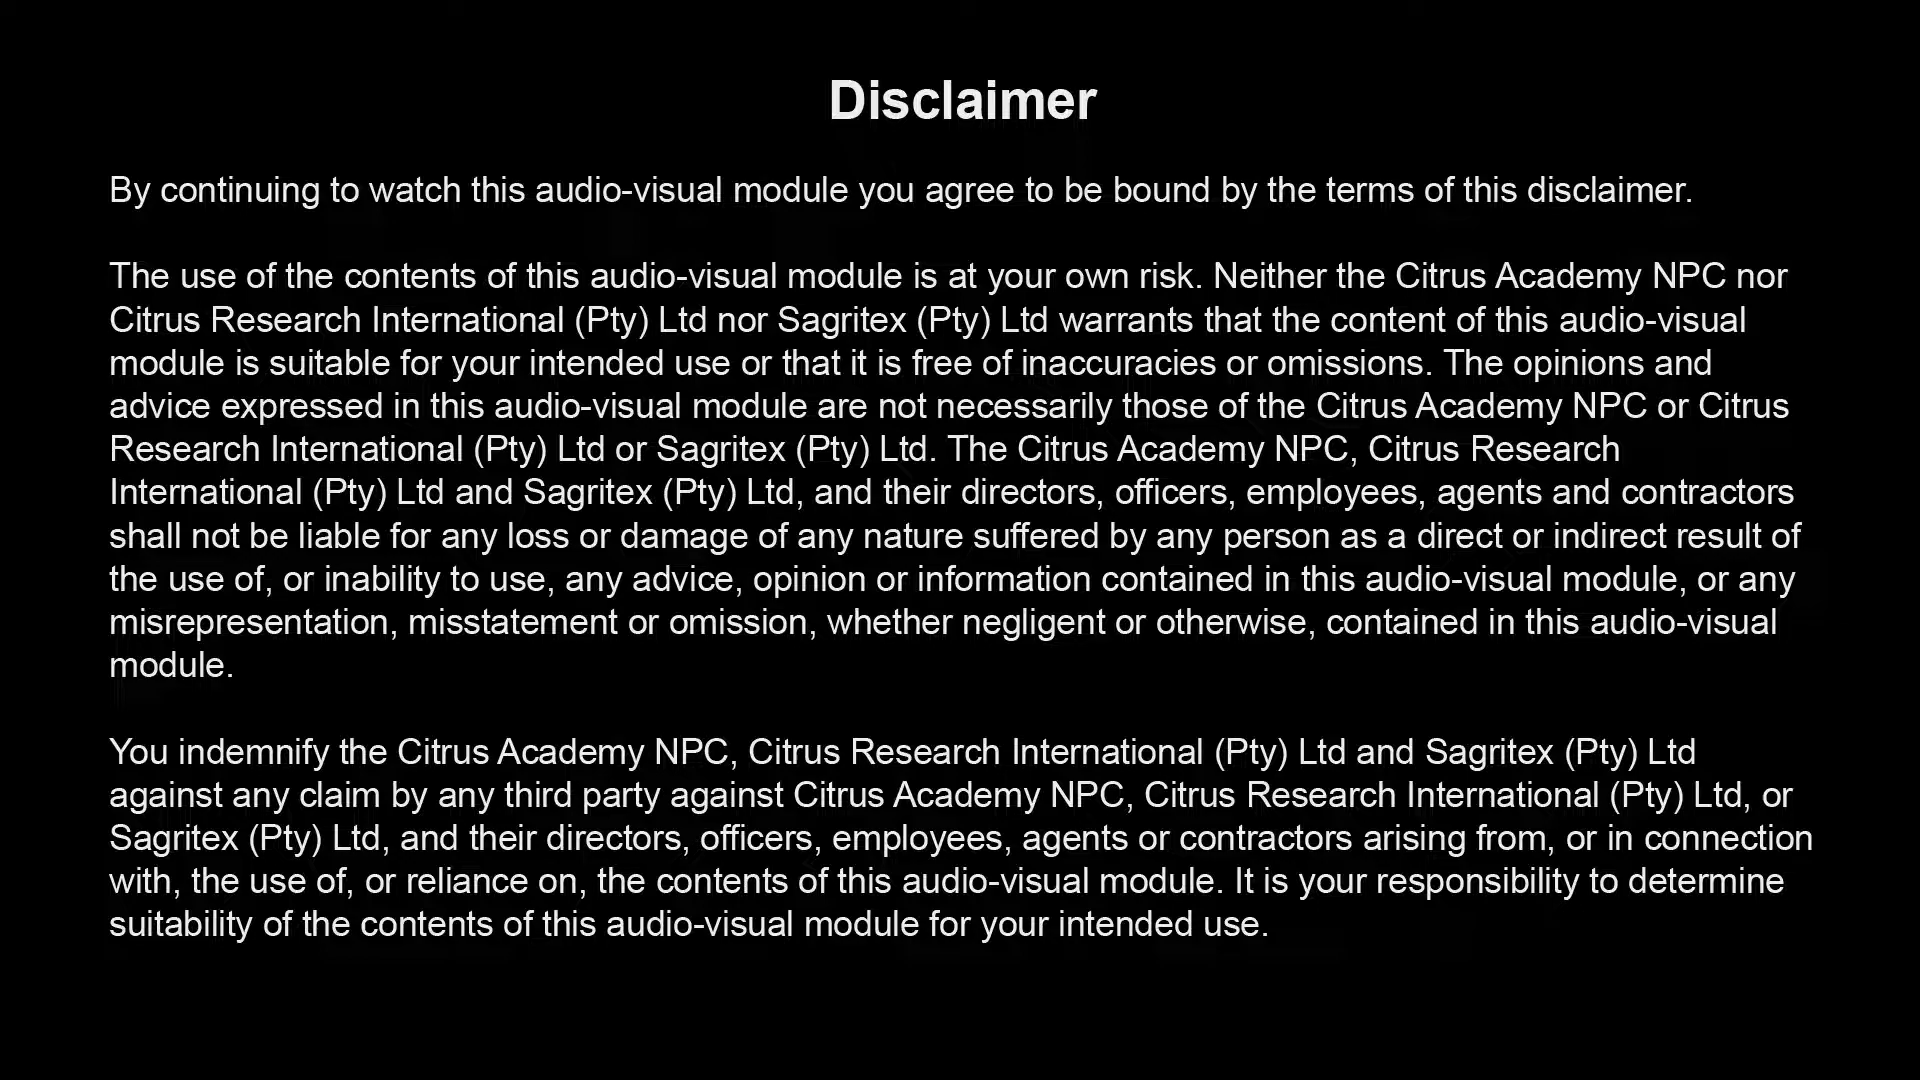 Disclaimer
By continuing to watch this audio-visual module you agree to be bound by the terms of this disclaimer.
The use of the contents of this audio-visual module is at your own risk. Neither the Citrus Academy NPC nor
Citrus Research International (Pty) Ltd nor Sagritex (Pty) Ltd warrants that the content of this audio-visual
module is suitable for your intended use or that it is free of inaccuracies or omissions. The opinions and
advice expressed in this audio-visual module are not necessarily those of the Citrus Academy NPC or Citrus
Research International (Pty) Ltd or Sagritex (Pty) Ltd. The Citrus Academy NPC, Citrus Research
International (Pty) Ltd and Sagritex (Pty) Ltd, and their directors, officers, employees, agents and contractors
shall not be liable for any loss or damage of any nature suffered by any person as a direct or indirect result of
the use of, or inability to use, any advice, opinion or information contained in this audio-visual module, or any
misrepresentation, misstatement or omission, whether negligent or otherwise, contained in this audio-visual
module.
You indemnify the Citrus Academy NPC, Citrus Research International (Pty) Ltd and Sagritex (Pty) Ltd
against any claim by any third party against Citrus Academy NPC, Citrus Research International (Pty) Ltd, or
Sagritex (Pty) Ltd, and their directors, officers, employees, agents or contractors arising from, or in connection
with, the use of, or reliance on, the contents of this audio-visual module. It is your responsibility to determine
suitability of the contents of this audio-visual module for your intended use.